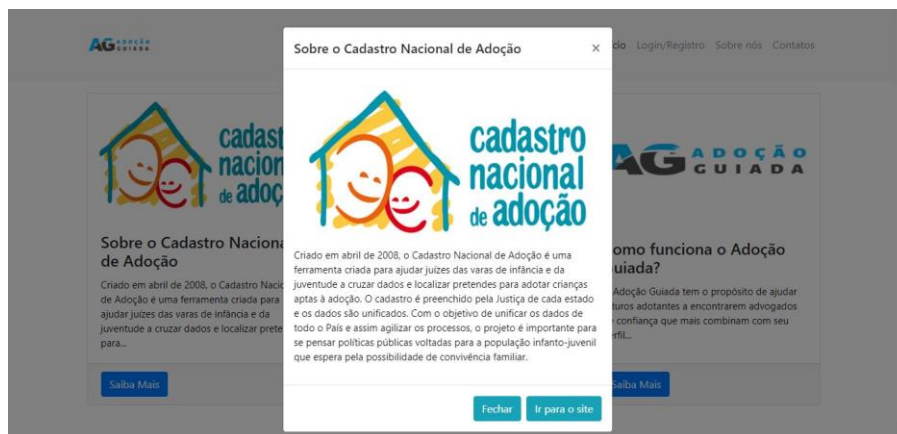 AG ADOÇÃO
GUIADA
cio Login/Registro Sobre nós Contatos
Sobre o Cadastro Nacional de Adoção ×
cadastro
nacional
de adoção
Criado em abril de 2008, o Cadastro Nacional de Adoção é uma
ferramenta criada para ajudar juízes das varas de infância e da
juventude a cruzar dados e localizar pretendes para adotar crianças
aptas à adoção. O cadastro é preenchido pela Justiça de cada estado
e os dados são unificados. Com o objetivo de unificar os dados de
todo o País e assim agilizar os processos, o projeto é importante para
se pensar políticas públicas voltadas para a população infanto-juvenil
que espera pela possibilidade de convivência familiar.
Fechar Ir para o site
cadast
nacion
de adoç
Sobre o Cadastro Naciona
de Adoção
Criado em abril de 2008, o Cadastro Nacio
de Adoção é uma ferramenta criada para
ajudar juízes das varas de infância e da
juventude a cruzar dados e localizar prete
para...
Saiba Mais
AG ADOÇÃO
GUIADA
omo funciona o Adoção
uiada?
Adoção Guiada tem o propósito de ajudar
turos adotantes a encontrarem advogados
confiança que mais combinam com seu
rfil...
Saiba Mais